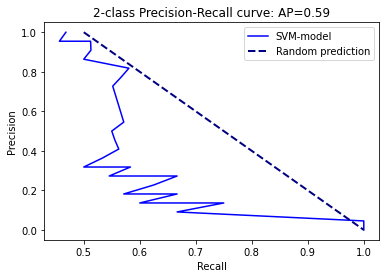 2-class Precision-Recall curve: AP=0.59
SVM-model
Random prediction
Precision
1.0
0.8
0.6
0.4
0.2
0.0
0.5
0.6
0.7
0.8
0.9
1.0
Recall